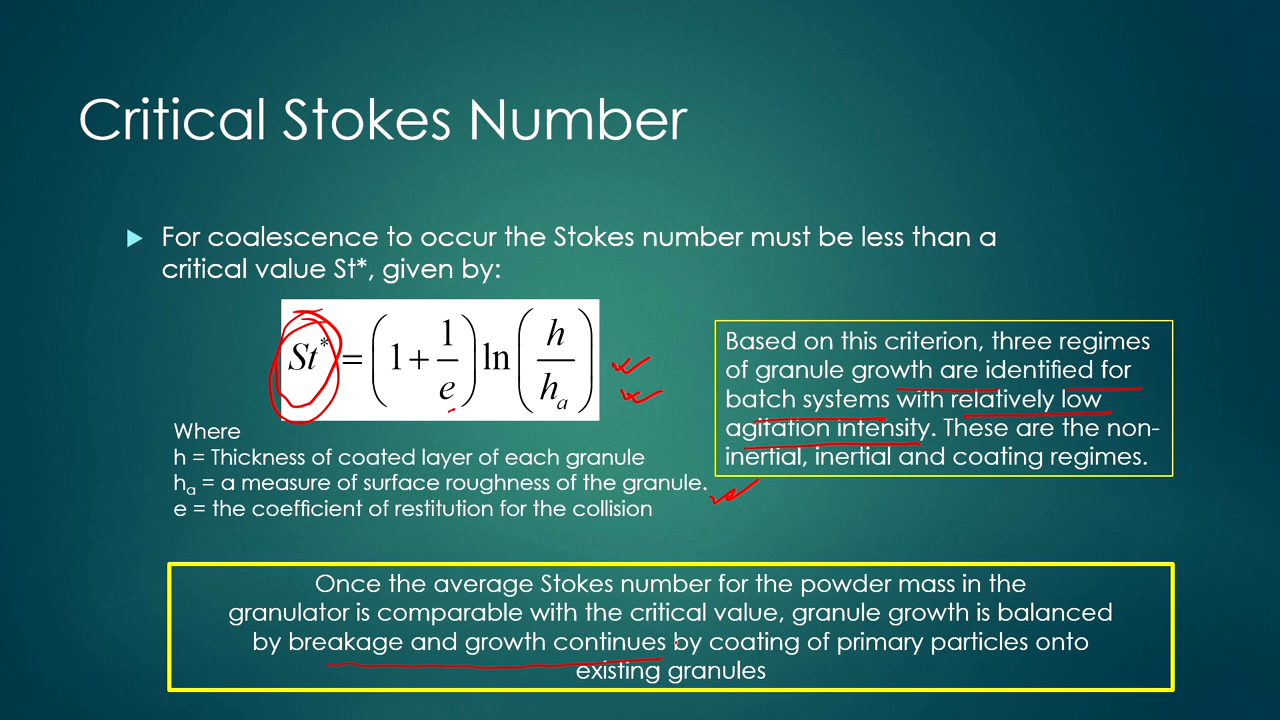 Critical Stokes Number
For coalescence to occur the Stokes number must be less than a
critical value St*, given by:
St* = (1 + 1/e) ln (h/hₐ)
Where
h = Thickness of coated layer of each granule
hₐ = a measure of surface roughness of the granule.
e = the coefficient of restitution for the collision
Based on this criterion, three regimes
of granule growth are identified for
batch systems with relatively low
agitation intensity. These are the non-
inertial, inertial and coating regimes.
Once the average Stokes number for the powder mass in the
granulator is comparable with the critical value, granule growth is balanced
by breakage and growth continues by coating of primary particles onto
existing granules